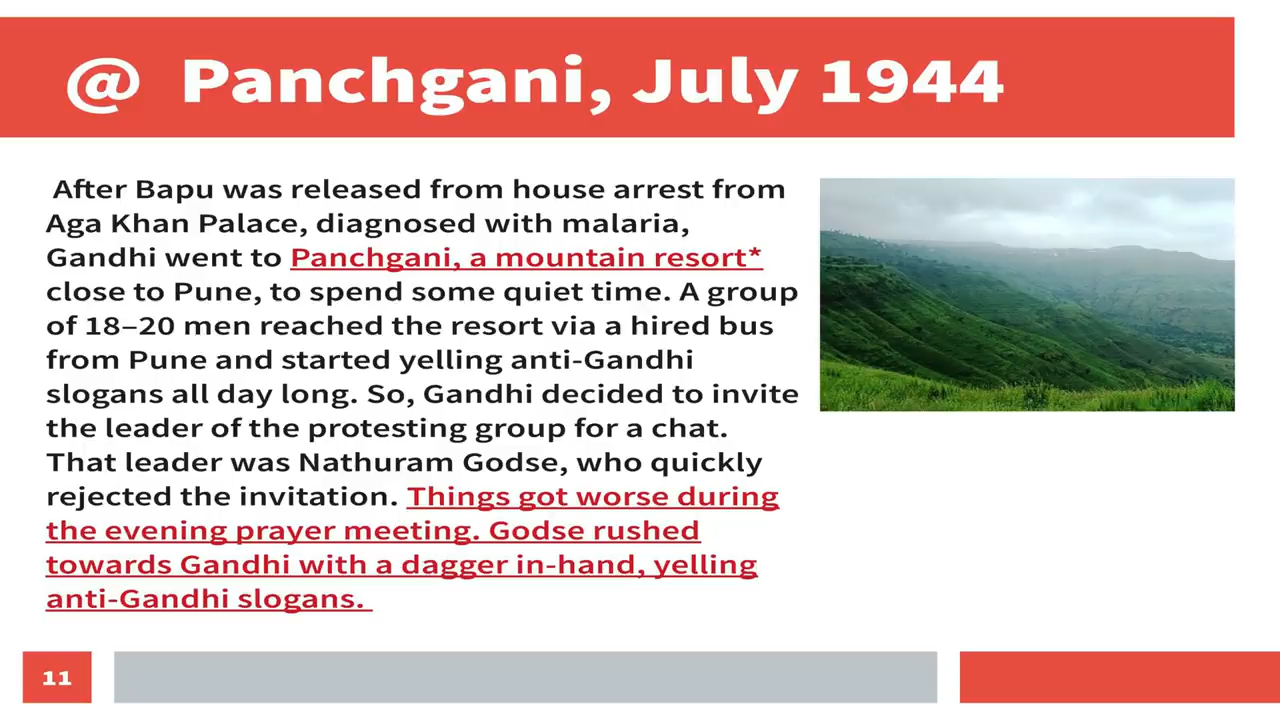 @ Panchgani, July 1944
After Bapu was released from house arrest from
Aga Khan Palace, diagnosed with malaria,
Gandhi went to Panchgani, a mountain resort*
close to Pune, to spend some quiet time. A group
of 18–20 men reached the resort via a hired bus
from Pune and started yelling anti-Gandhi
slogans all day long. So, Gandhi decided to invite
the leader of the protesting group for a chat.
That leader was Nathuram Godse, who quickly
rejected the invitation. Things got worse during
the evening prayer meeting. Godse rushed
towards Gandhi with a dagger in-hand, yelling
anti-Gandhi slogans.
11